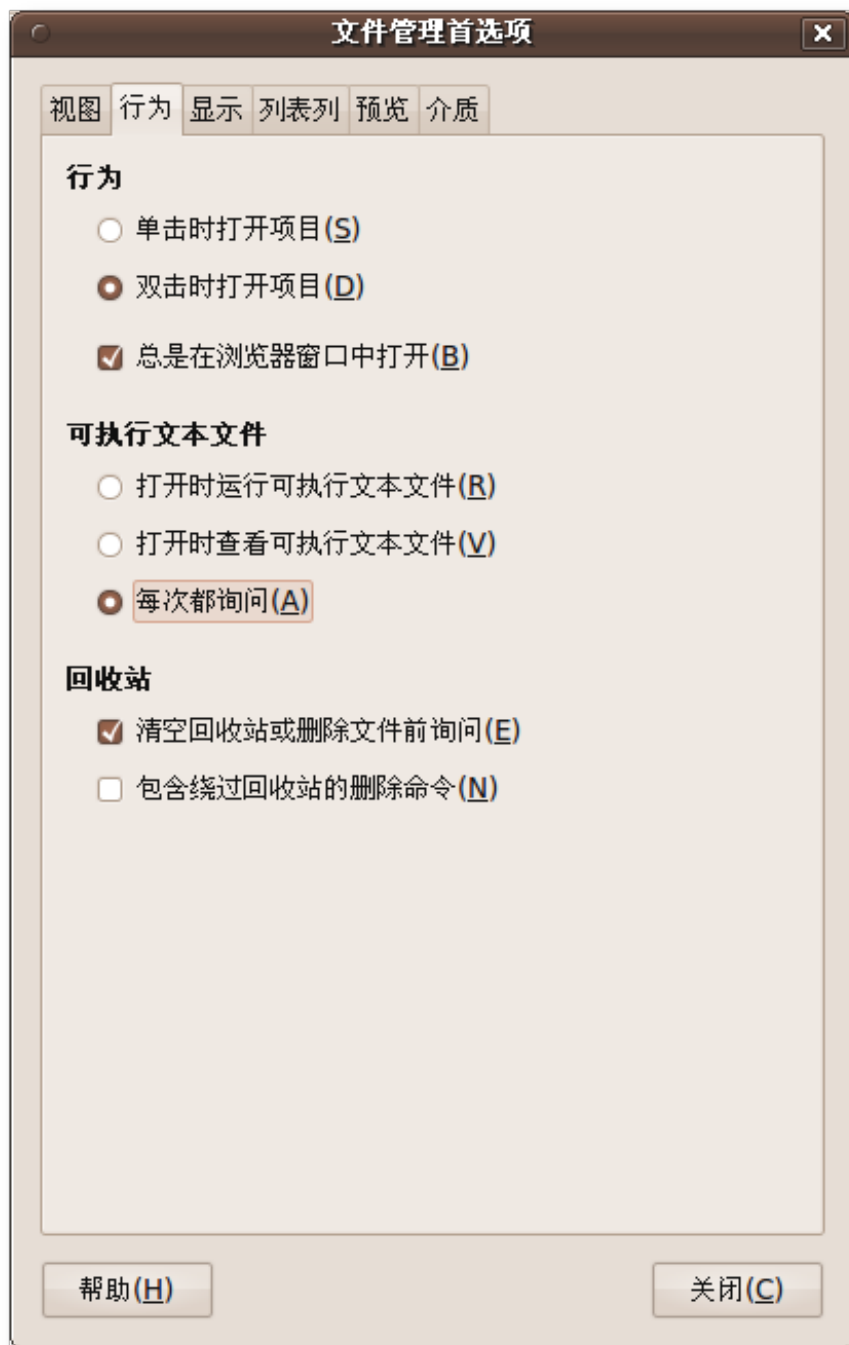 文件管理首选项
视图 行为 显示 列表列 预览 介质
行为
单击时打开项目(S)
双击时打开项目(D)
总是在浏览器窗口中打开(B)
可执行文本文件
打开时运行可执行文本文件(R)
打开时查看可执行文本文件(V)
每次都询问(A)
回收站
清空回收站或删除文件前询问(E)
包含绕过回收站的删除命令(N)
帮助(H) 关闭(C)